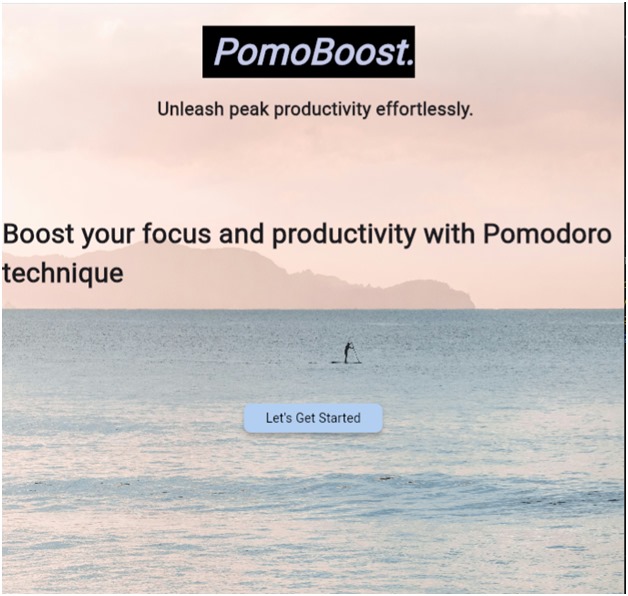 PomoBoost.
Unleash peak productivity effortlessly.
Boost your focus and productivity with Pomodoro
technique
Let's Get Started